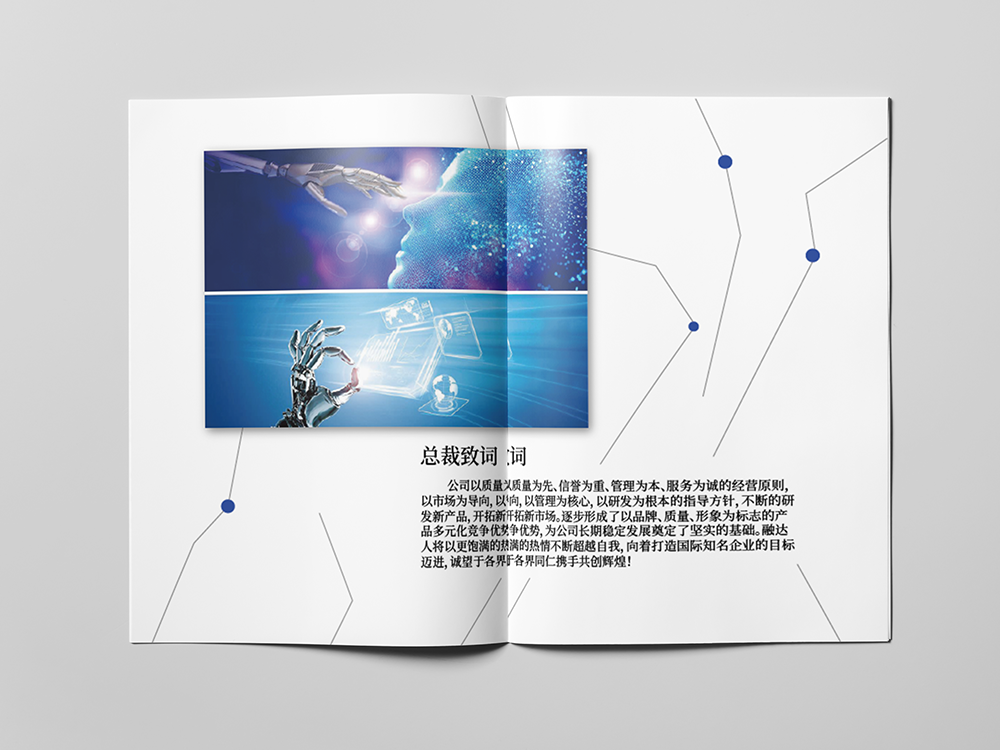 总裁致词 词
公司以质量以质量为先、信誉为重、管理为本、服务为诚的经营原则,
以市场为导向, 以向, 以管理为核心, 以研发为根本的指导方针, 不断的研
发新产品, 开拓新开拓新市场。逐步形成了以品牌、质量、形象为标志的产
品多元化竞争优势争优势, 为公司长期稳定发展奠定了坚实的基础。融达
人将以更饱满的热满的热情不断超越自我, 向着打造国际知名企业的目标
迈进, 诚望于各界于各界同仁携手共创辉煌!